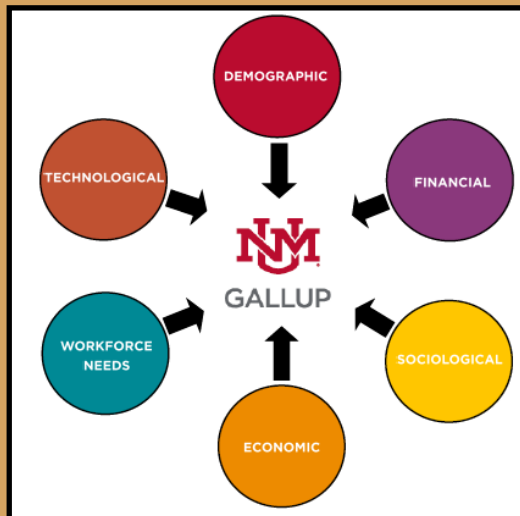 DEMOGRAPHIC
TECHNOLOGICAL
FINANCIAL
UNM
GALLUP
WORKFORCE
NEEDS
SOCIOLOGICAL
ECONOMIC